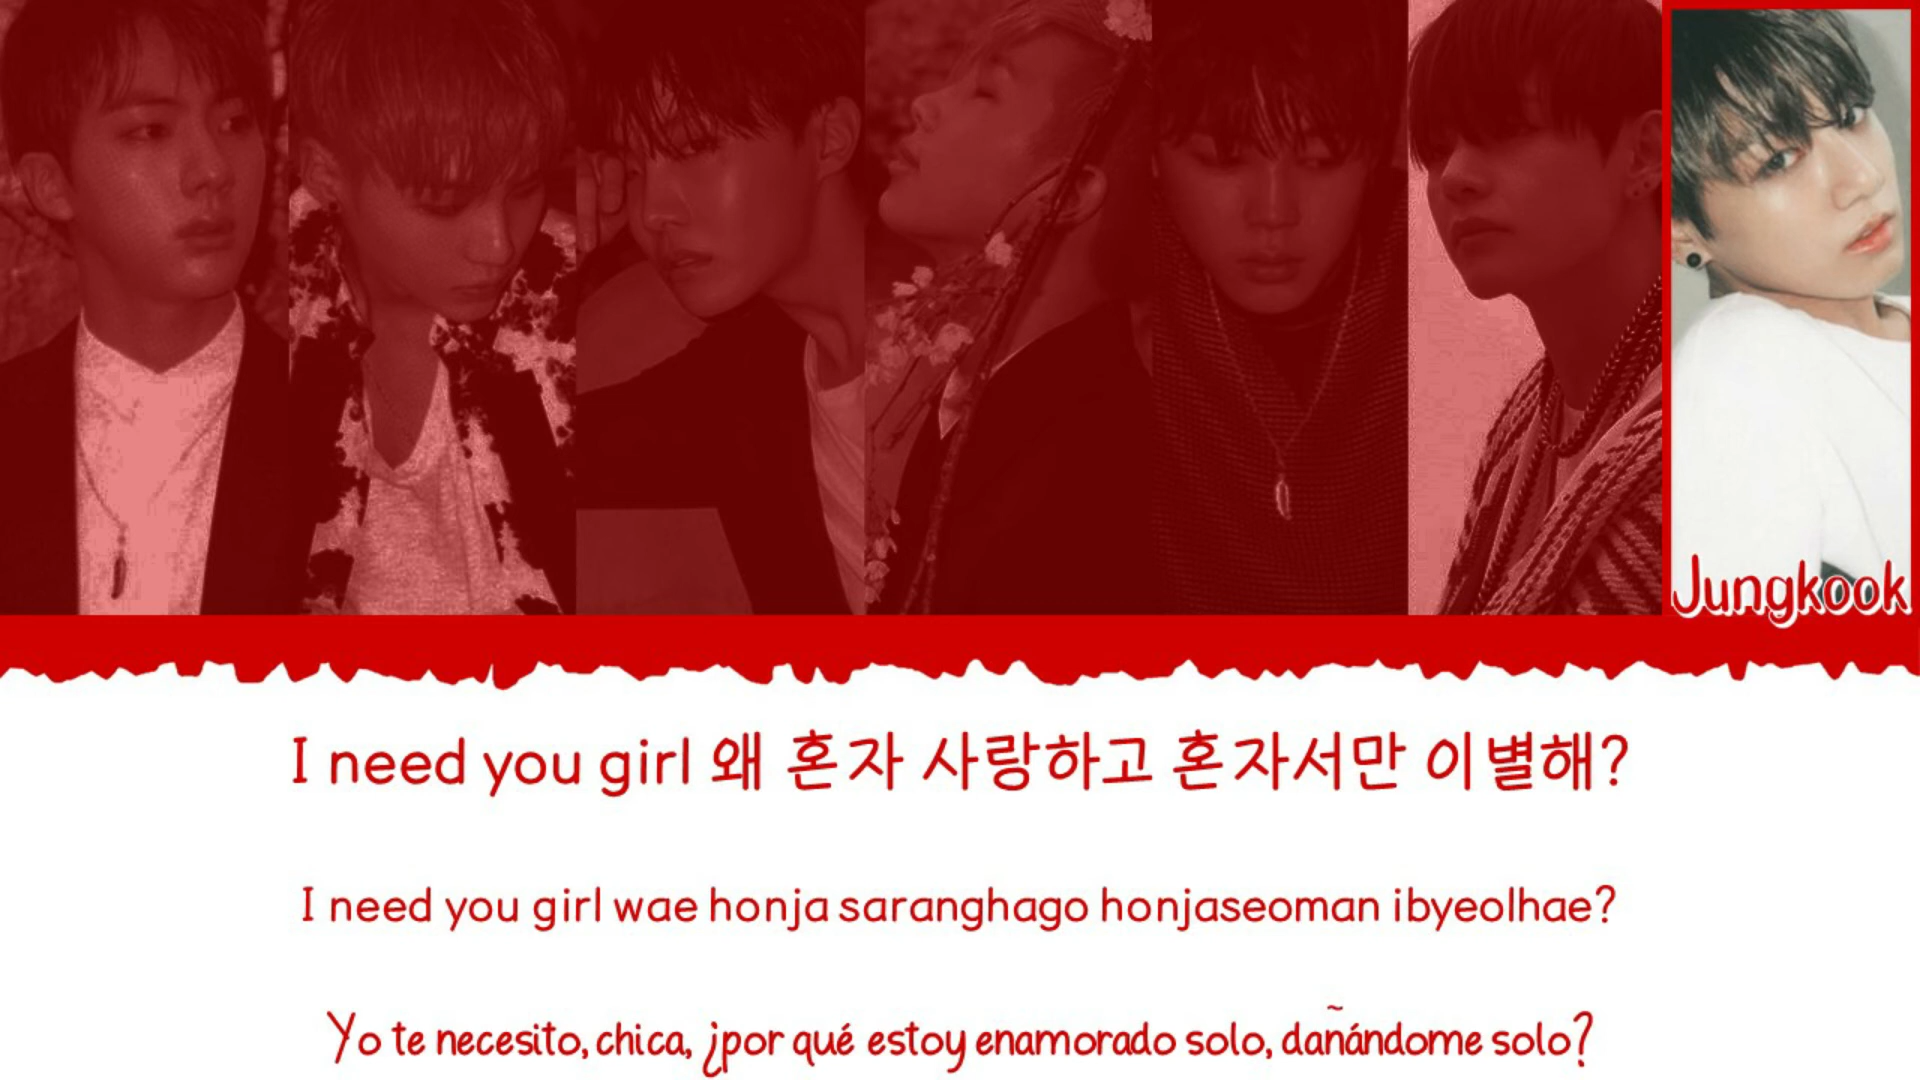 Jungkook
I need you girl 왜 혼자 사랑하고 혼자서만 이별해?
I need you girl wae honja saranghago honjaseoman ibyeolhae?
Yo te necesito, chica, ¿por qué estoy enamorado solo, dañándome solo?